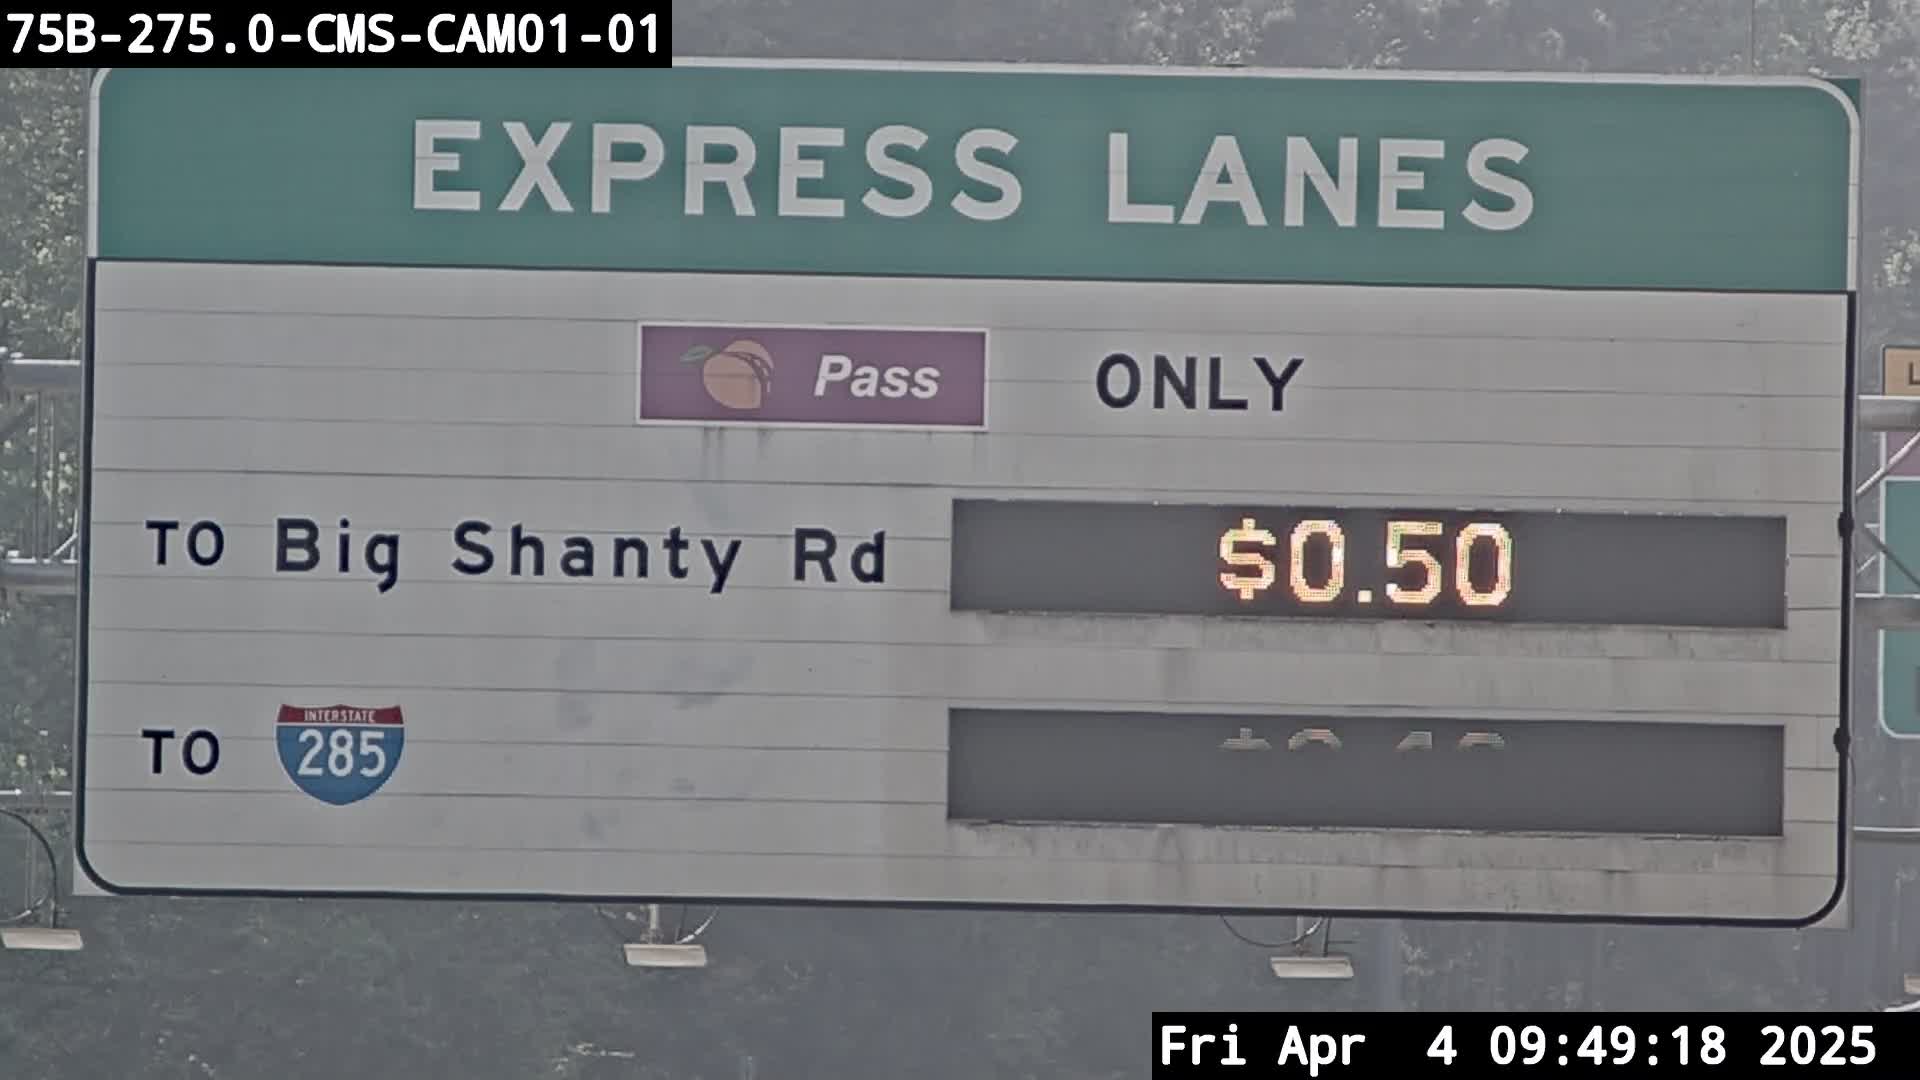 75B-275.0-CMS-CAM01-01
EXPRESS LANES
Pass ONLY
TO Big Shanty Rd $0.50
TO INTERSTATE 285
Fri Apr 4 09:49:18 2025